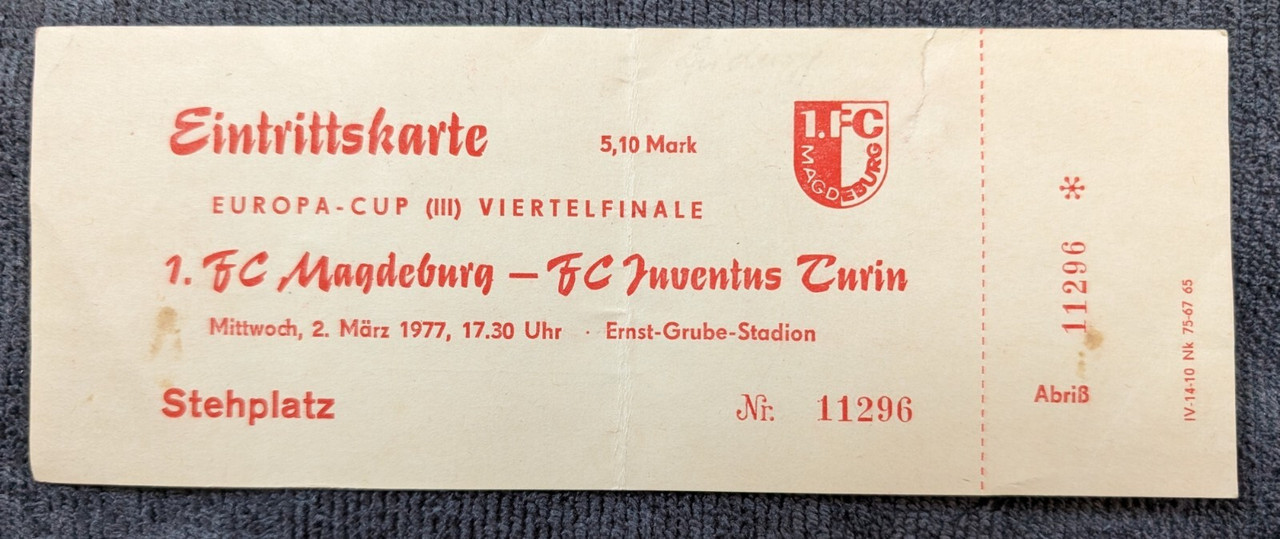 Eintrittskarte
5,10 Mark
1.FC
MAGDEBURG
EUROPA-CUP (III) VIERTELFINALE
1. FC Magdeburg — FC Juventus Turin
Mittwoch, 2. März 1977, 17.30 Uhr · Ernst-Grube-Stadion
Stehplatz
Nr. 11296
11296 *
Abriß
IV-14-10 Nk 75-67 65